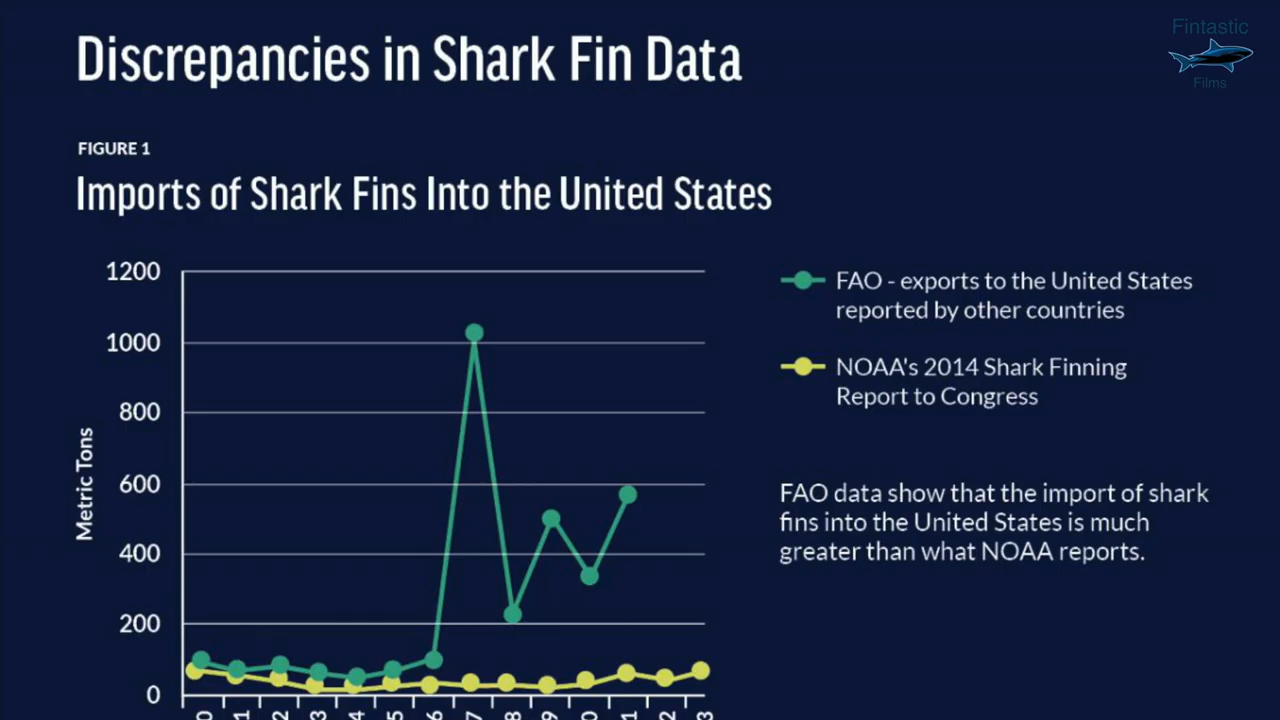 Fintastic
Films
Discrepancies in Shark Fin Data
FIGURE 1
Imports of Shark Fins Into the United States
1200
1000
800
600
400
200
0
Metric Tons
FAO - exports to the United States
reported by other countries
NOAA's 2014 Shark Finning
Report to Congress
FAO data show that the import of shark
fins into the United States is much
greater than what NOAA reports.